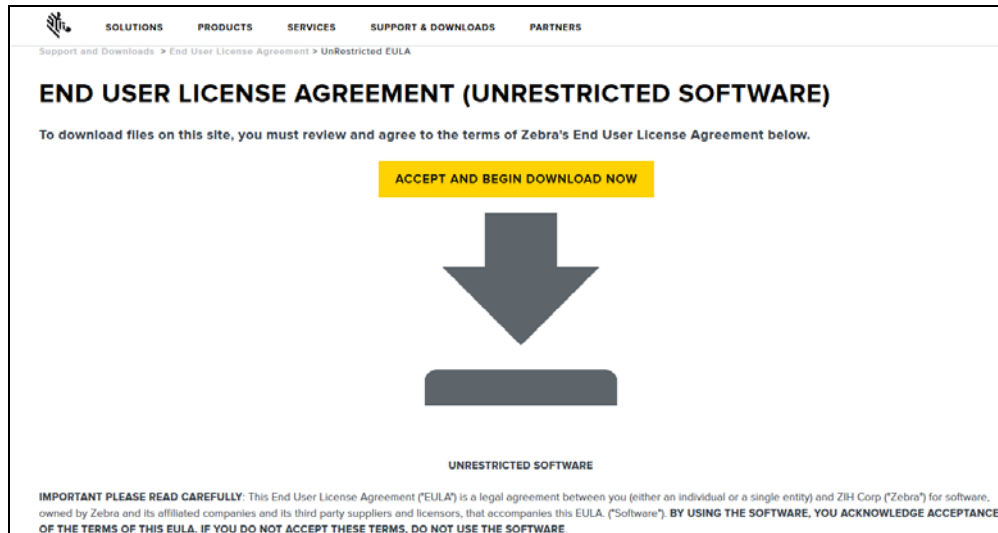 SOLUTIONS PRODUCTS SERVICES SUPPORT & DOWNLOADS PARTNERS
Support and Downloads > End User License Agreement > UnRestricted EULA
END USER LICENSE AGREEMENT (UNRESTRICTED SOFTWARE)
To download files on this site, you must review and agree to the terms of Zebra's End User License Agreement below.
ACCEPT AND BEGIN DOWNLOAD NOW
UNRESTRICTED SOFTWARE
IMPORTANT PLEASE READ CAREFULLY: This End User License Agreement ("EULA") is a legal agreement between you (either an individual or a single entity) and ZIH Corp ("Zebra") for software,
owned by Zebra and its affiliated companies and its third party suppliers and licensors, that accompanies this EULA. ("Software"). BY USING THE SOFTWARE, YOU ACKNOWLEDGE ACCEPTANCE
OF THE TERMS OF THIS EULA. IF YOU DO NOT ACCEPT THESE TERMS, DO NOT USE THE SOFTWARE.